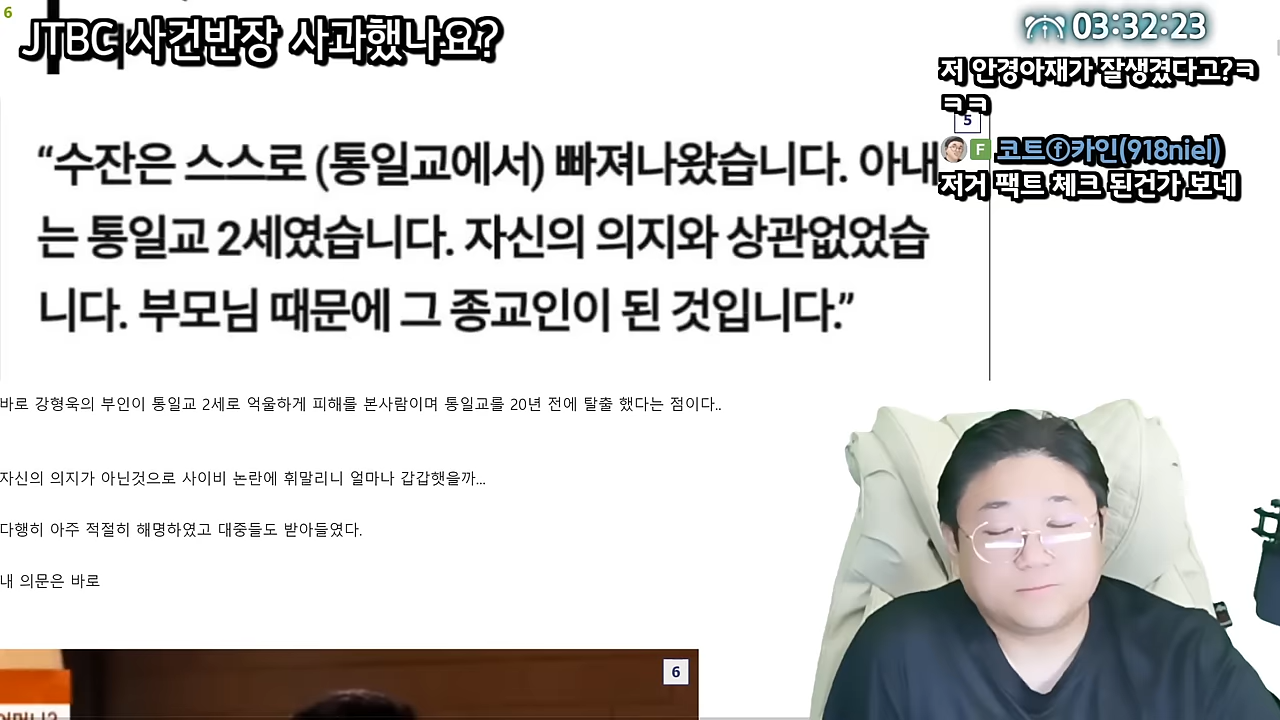 6
JTBC 사건반장 사과했나요?
03:32:23
저 안경아재가 잘생겼다고?ㅋ
ㅋㅋ
5
F 코트ⓕ카인(918niel)
저거 팩트 체크 된건가 보네
“수잔은 스스로 (통일교에서) 빠져나왔습니다. 아내
는 통일교 2세였습니다. 자신의 의지와 상관없었습
니다. 부모님 때문에 그 종교인이 된 것입니다.”
바로 강형욱의 부인이 통일교 2세로 억울하게 피해를 본사람이며 통일교를 20년 전에 탈출 했다는 점이다..
자신의 의지가 아닌것으로 사이비 논란에 휘말리니 얼마나 갑갑햇을까...
다행히 아주 적절히 해명하였고 대중들도 받아들였다.
내 의문은 바로
6